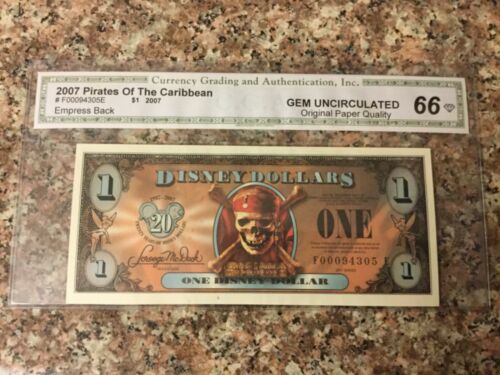 Currency Grading and Authentication, Inc.
2007 Pirates Of The Caribbean
# F00094305E $1 2007
Empress Back
GEM UNCIRCULATED
Original Paper Quality
66
1 DISNEY DOLLARS 1
20
ONE
F00094305 E
Scrooge McDuck
1 ONE DISNEY DOLLAR 1